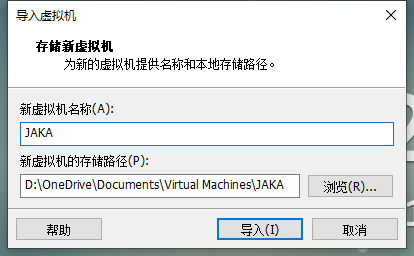 导入虚拟机
存储新虚拟机
为新的虚拟机提供名称和本地存储路径。
新虚拟机名称(A):
JAKA
新虚拟机的存储路径(P):
D:\OneDrive\Documents\Virtual Machines\JAKA
浏览(R)...
帮助
导入(I)
取消